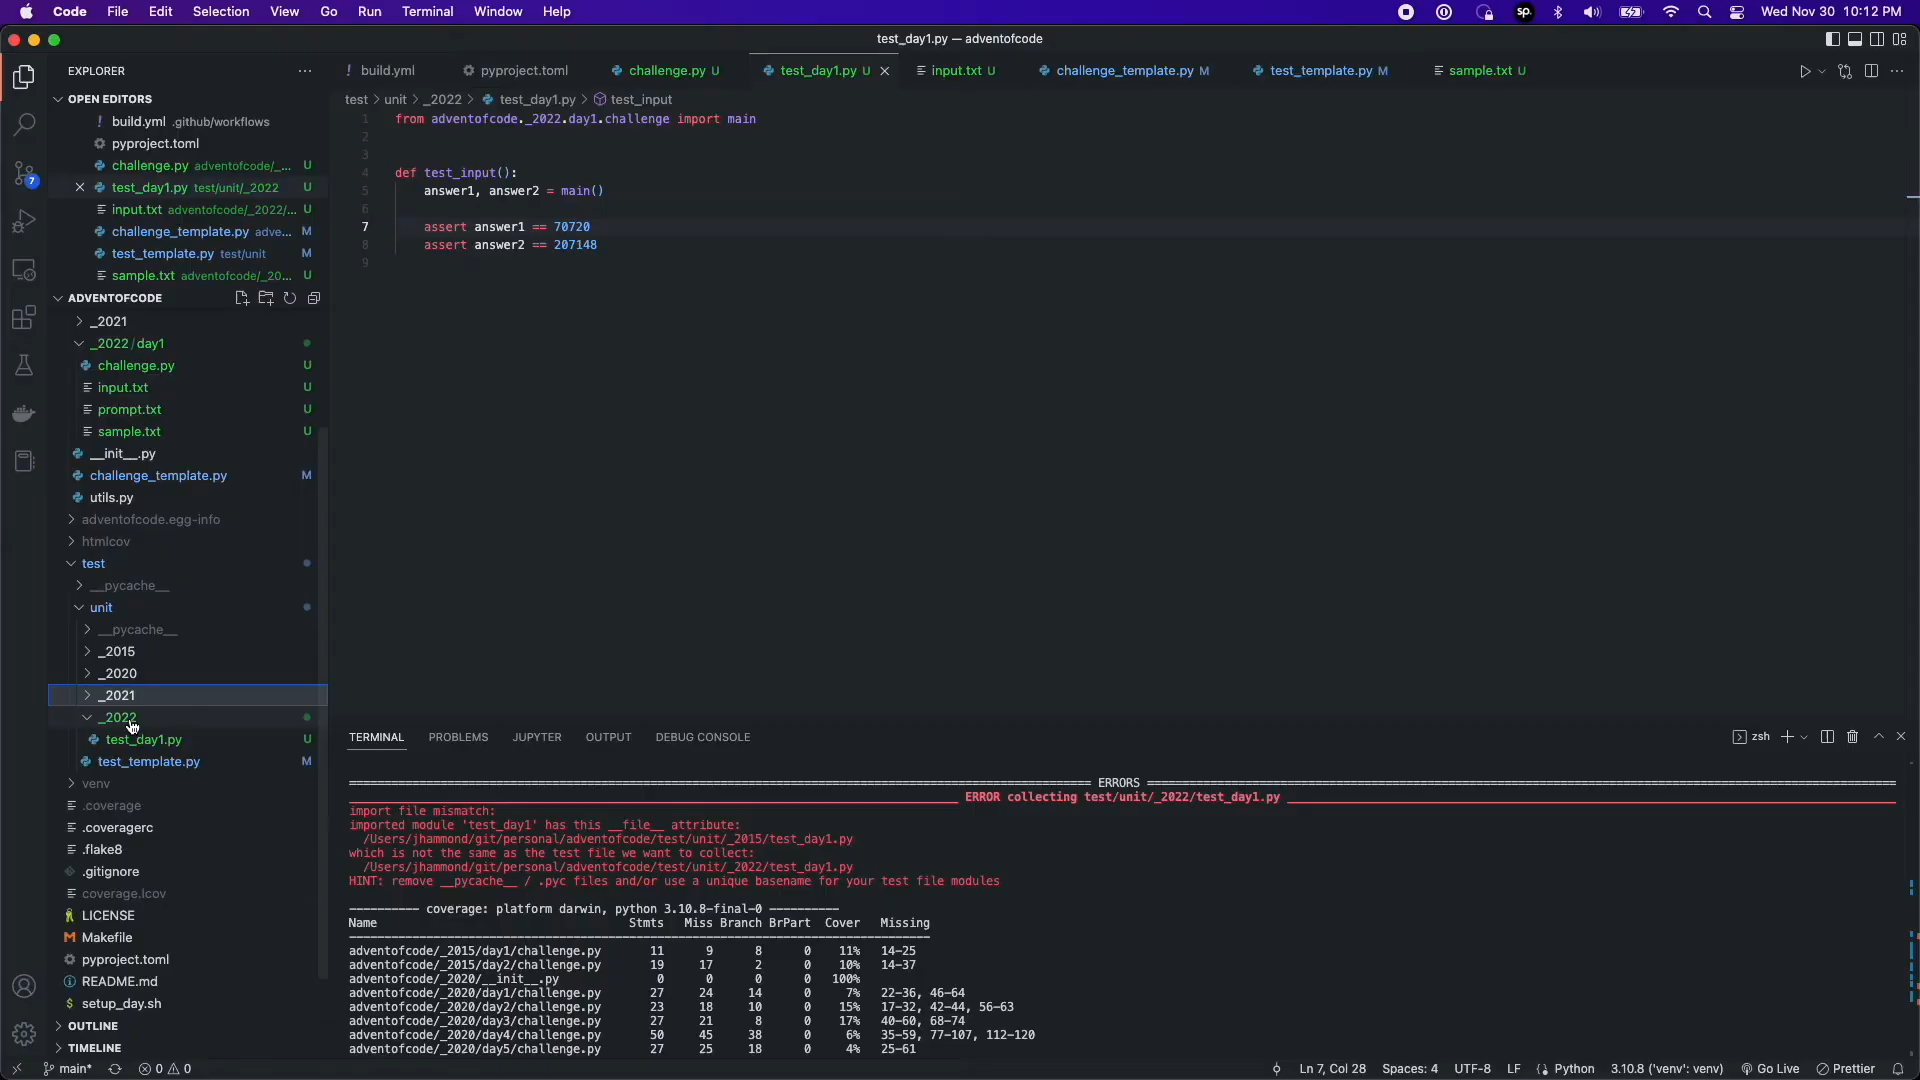 Code File Edit Selection View Go Run Terminal Window Help
sp. Wed Nov 30 10:12 PM
test_day1.py — adventofcode
EXPLORER
build.yml pyproject.toml challenge.py U test_day1.py U input.txt U challenge_template.py M test_template.py M sample.txt U
OPEN EDITORS
build.yml .github/workflows
pyproject.toml
challenge.py adventofcode/_... U
test_day1.py test/unit/_2022 U
input.txt adventofcode/_2022/... U
challenge_template.py adve... M
test_template.py test/unit M
sample.txt adventofcode/_20... U
ADVENTOFCODE
_2021
_2022/day1
challenge.py U
input.txt U
prompt.txt U
sample.txt U
__init__.py
challenge_template.py M
utils.py
adventofcode.egg-info
htmlcov
test
__pycache__
unit
__pycache__
_2015
_2020
_2021
_2022
test_day1.py U
test_template.py M
venv
.coverage
.coveragerc
.flake8
.gitignore
coverage.lcov
LICENSE
Makefile
pyproject.toml
README.md
setup_day.sh
OUTLINE
TIMELINE
7
test > unit > _2022 > test_day1.py > test_input
1 from adventofcode._2022.day1.challenge import main
2
3
4 def test_input():
5 answer1, answer2 = main()
6
7 assert answer1 == 70720
8 assert answer2 == 207148
9
TERMINAL PROBLEMS JUPYTER OUTPUT DEBUG CONSOLE
zsh
ERRORS
ERROR collecting test/unit/_2022/test_day1.py
import file mismatch:
imported module 'test_day1' has this __file__ attribute:
/Users/jhammond/git/personal/adventofcode/test/unit/_2015/test_day1.py
which is not the same as the test file we want to collect:
/Users/jhammond/git/personal/adventofcode/test/unit/_2022/test_day1.py
HINT: remove __pycache__ / .pyc files and/or use a unique basename for your test file modules
---------- coverage: platform darwin, python 3.10.8-final-0 ----------
Name Stmts Miss Branch BrPart Cover Missing
adventofcode/_2015/day1/challenge.py 11 9 8 0 11% 14-25
adventofcode/_2015/day2/challenge.py 19 17 2 0 10% 14-37
adventofcode/_2020/__init__.py 0 0 0 0 100%
adventofcode/_2020/day1/challenge.py 27 24 14 0 7% 22-36, 46-64
adventofcode/_2020/day2/challenge.py 23 18 10 0 15% 17-32, 42-44, 56-63
adventofcode/_2020/day3/challenge.py 27 21 8 0 17% 40-60, 68-74
adventofcode/_2020/day4/challenge.py 50 45 38 0 6% 35-59, 77-107, 112-120
adventofcode/_2020/day5/challenge.py 27 25 18 0 4% 25-61
main* 0 0 Ln 7, Col 28 Spaces: 4 UTF-8 LF Python 3.10.8 ('venv': venv) Go Live Prettier